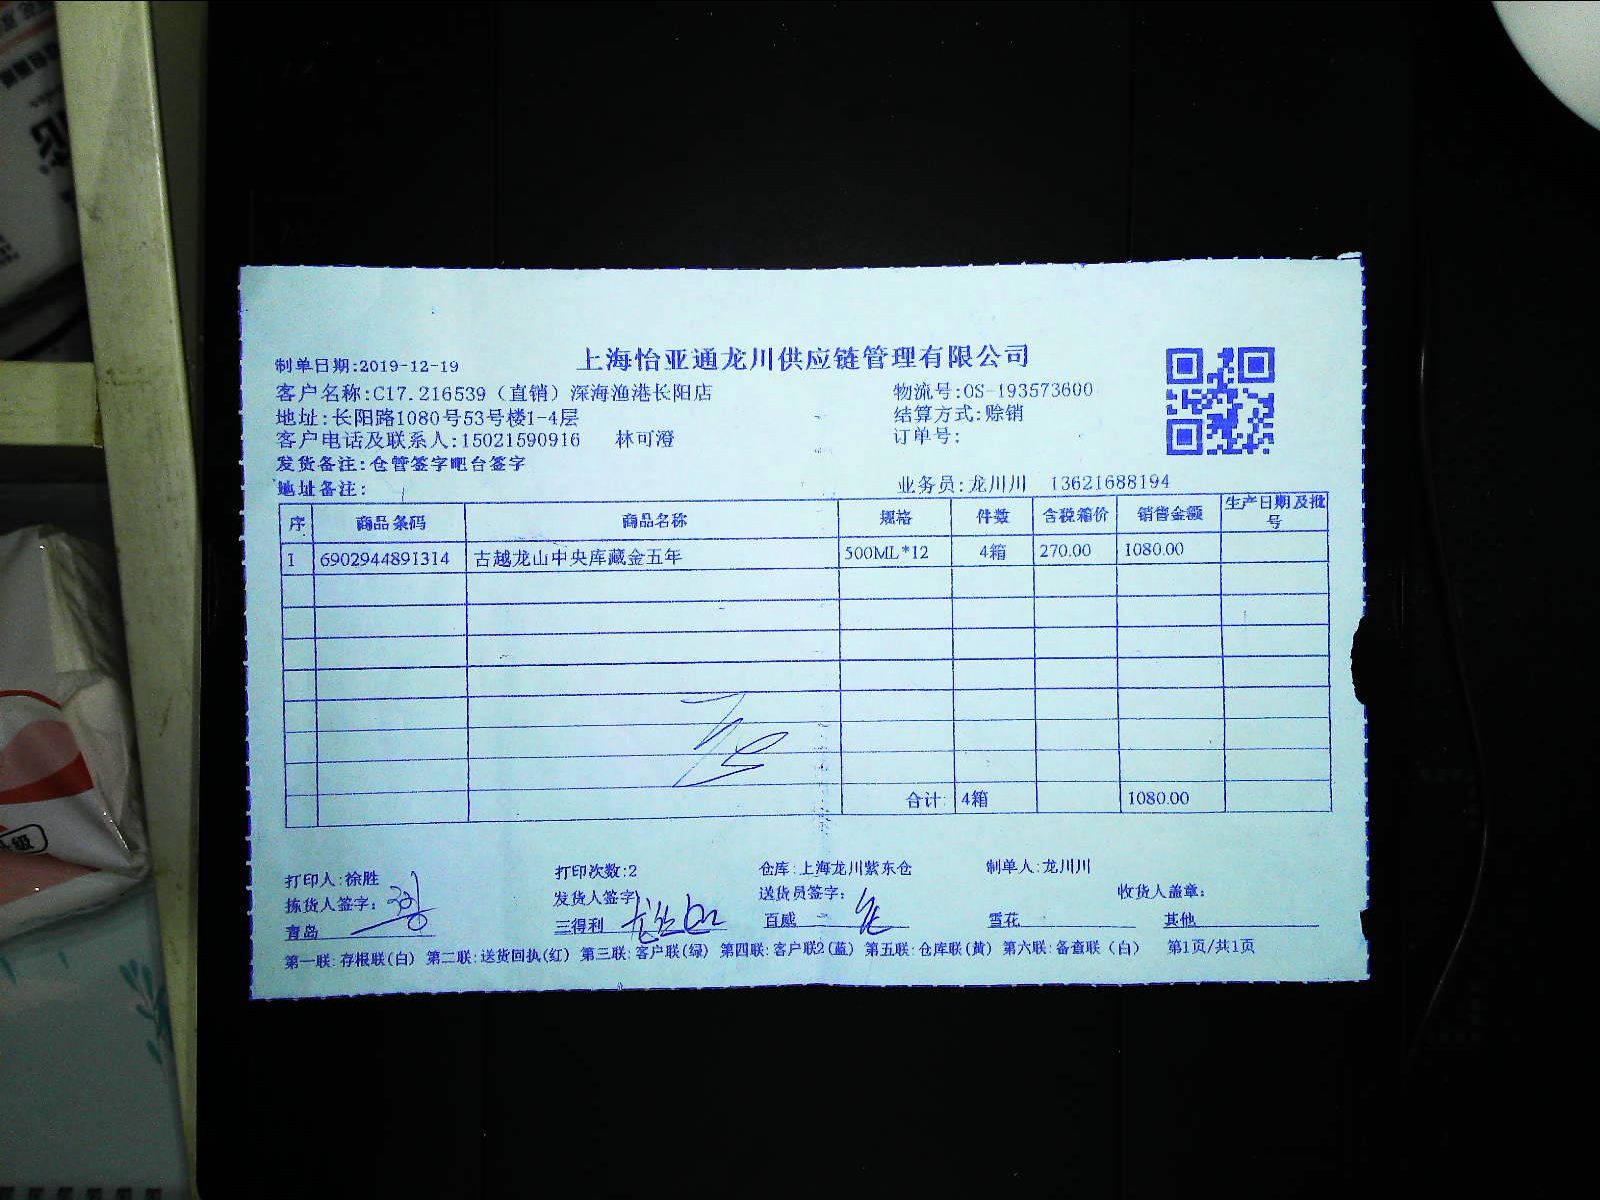 上海怡亚通龙川供应链管理有限公司
制单日期:2019-12-19
客户名称:C17.216539（直销）深海渔港长阳店 物流号:OS-193573600
地址:长阳路1080号53号楼1-4层 结算方式:赊销
客户电话及联系人:15021590916 林可澄 订单号:
发货备注:仓管签字吧台签字
地址备注: 业务员:龙川川 13621688194
序 商品条码 商品名称 规格 件数 含税箱价 销售金额 生产日期及批号
1 6902944891314 古越龙山中央库藏金五年 500ML*12 4箱 270.00 1080.00
合计: 4箱 1080.00
打印人:徐胜 打印次数:2 仓库:上海龙川紫东仓 制单人:龙川川
拣货人签字: 发货人签字: 送货员签字: 收货人盖章:
青岛 三得利 百威 雪花 其他
第一联:存根联(白) 第二联:送货回执(红) 第三联:客户联(绿) 第四联:客户联2(蓝) 第五联:仓库联(黄) 第六联:备查联(白) 第1页/共1页